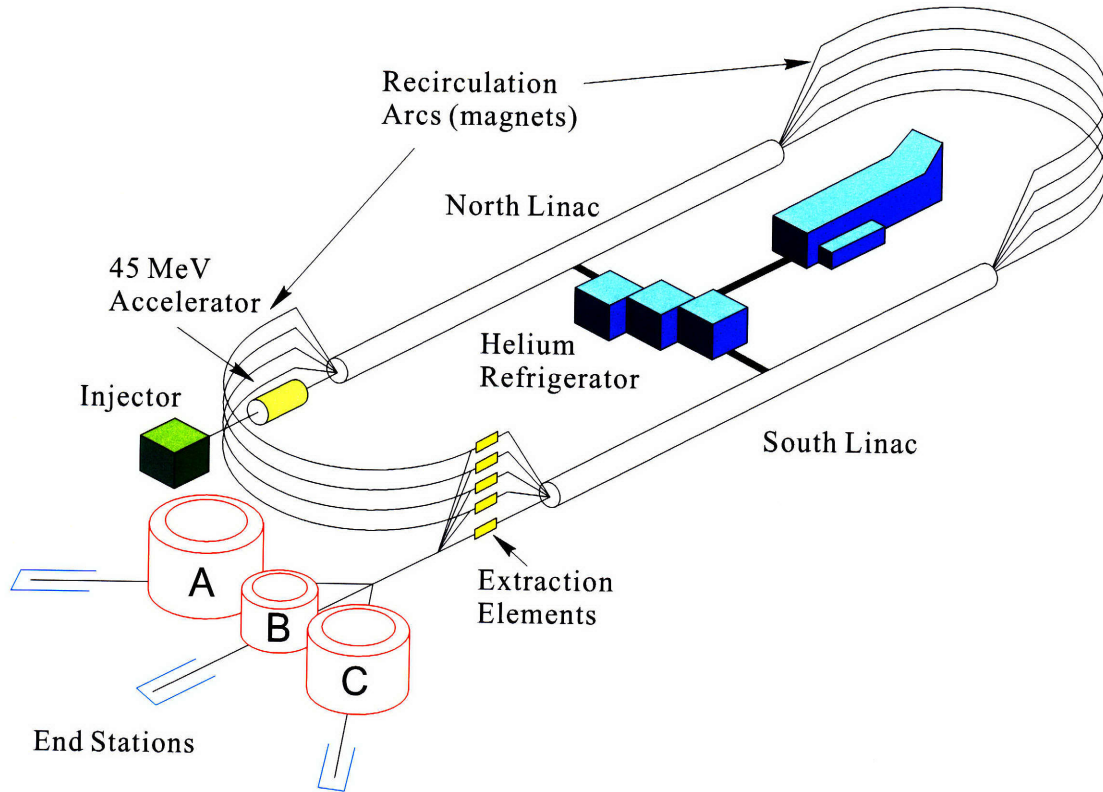 Recirculation
Arcs (magnets)
North Linac
45 MeV
Accelerator
Helium
Refrigerator
Injector
South Linac
Extraction
Elements
A
B
C
End Stations